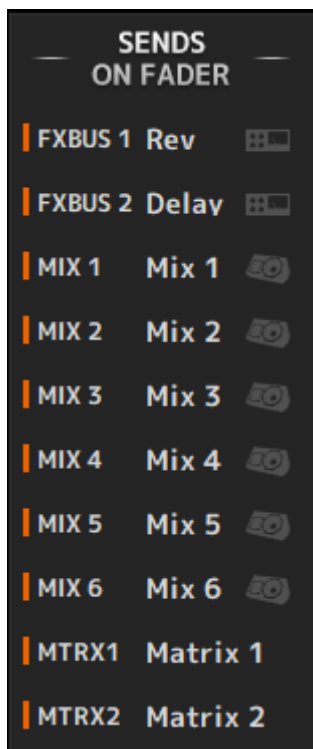 SENDS
ON FADER
FXBUS 1 Rev
FXBUS 2 Delay
MIX 1 Mix 1
MIX 2 Mix 2
MIX 3 Mix 3
MIX 4 Mix 4
MIX 5 Mix 5
MIX 6 Mix 6
MTRX1 Matrix 1
MTRX2 Matrix 2